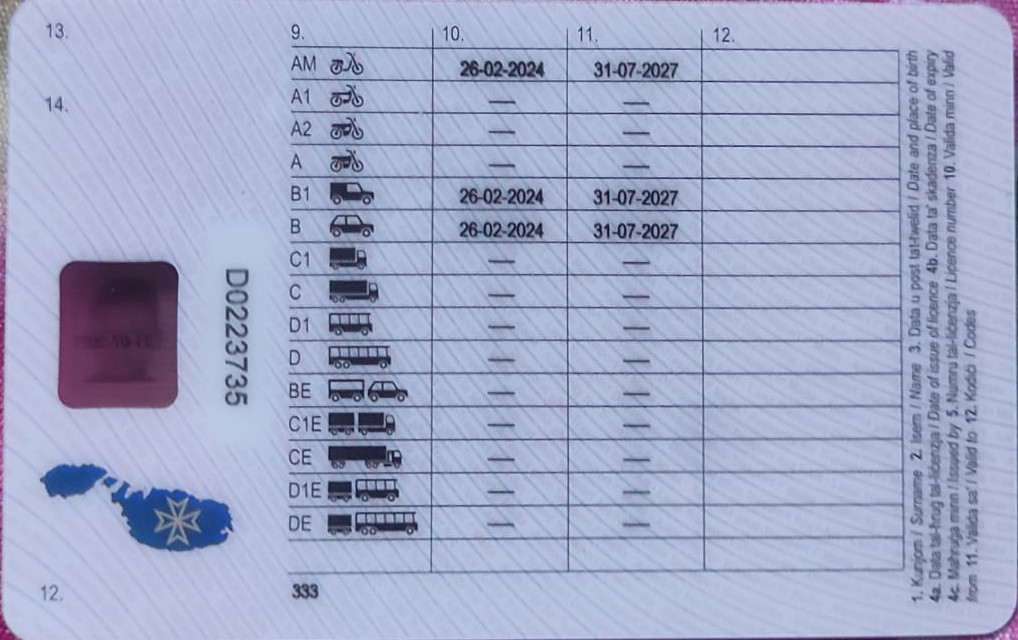 13.
14.
D0223735
12.
9. 10. 11. 12.
AM 26-02-2024 31-07-2027
A1 — —
A2 — —
A — —
B1 26-02-2024 31-07-2027
B 26-02-2024 31-07-2027
C1 — —
C — —
D1 — —
D — —
BE — —
C1E — —
CE — —
D1E — —
DE — —
333
1. Kunjom / Surname 2. Isem / Name 3. Data u post tat-twelid / Date and place of birth
4a. Data tal-ħruġ tal-liċenzja / Date of issue of licence 4b. Data ta' skadenza / Date of expiry
4c. Maħruġa minn / Issued by 5. Numru tal-liċenzja / Licence number 10. Valida minn / Valid
from 11. Valida sa' / Valid to 12. Kodiċi / Codes